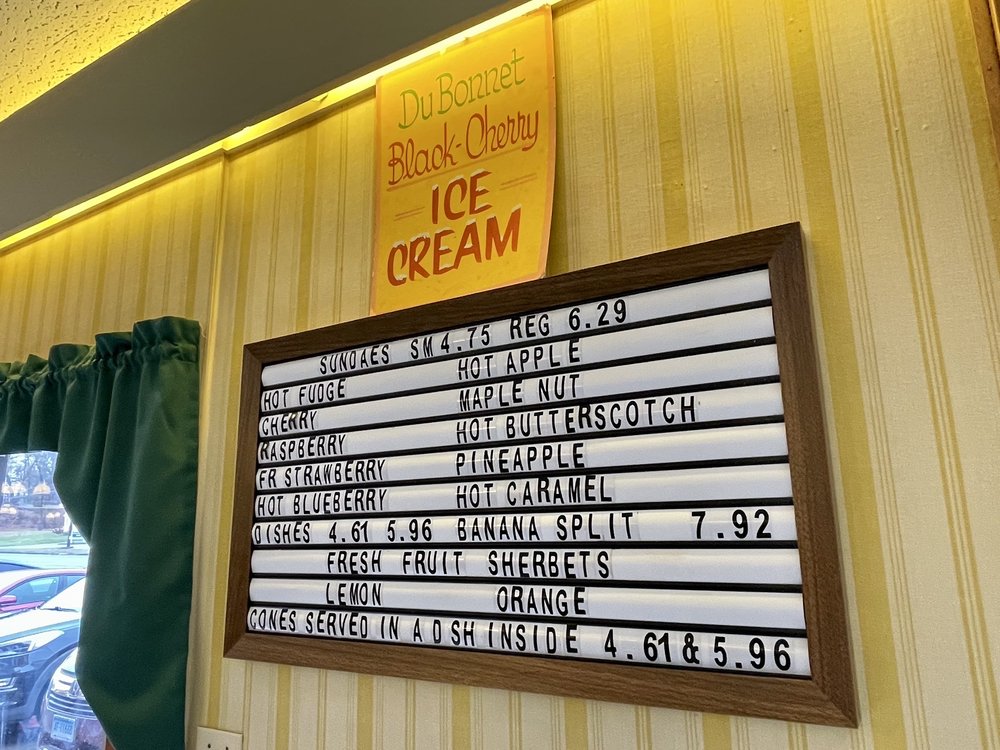 Du Bonnet
Black-Cherry
ICE
CREAM
SUNDAES SM 4.75 REG 6.29
HOT FUDGE HOT APPLE
CHERRY MAPLE NUT
RASPBERRY HOT BUTTERSCOTCH
FR STRAWBERRY PINEAPPLE
HOT BLUEBERRY HOT CARAMEL
DISHES 4.61 5.96 BANANA SPLIT 7.92
FRESH FRUIT SHERBETS
LEMON ORANGE
CONES SERVED IN A D SH INSIDE 4.61 & 5.96